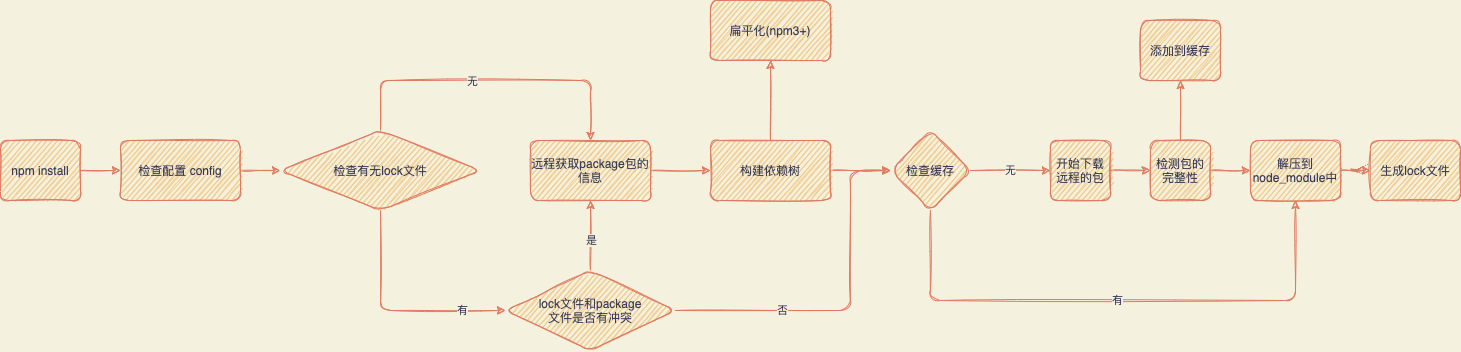 npm install
检查配置 config
检查有无lock文件
无
有
lock文件和package
文件是否有冲突
是
否
远程获取package包的
信息
构建依赖树
扁平化(npm3+)
检查缓存
无
有
开始下载
远程的包
检测包的
完整性
添加到缓存
解压到
node_module中
生成lock文件